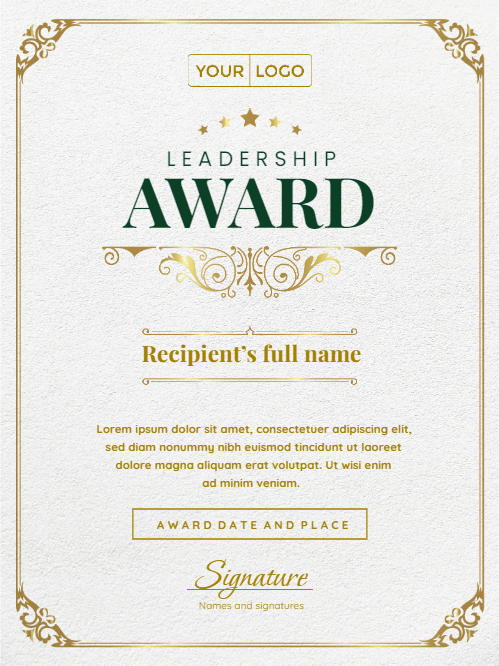 YOUR LOGO
LEADERSHIP
AWARD
Recipient's full name
Lorem ipsum dolor sit amet, consectetuer adipiscing elit,
sed diam nonummy nibh euismod tincidunt ut laoreet
dolore magna aliquam erat volutpat. Ut wisi enim
ad minim veniam.
AWARD DATE AND PLACE
Signature
Names and signatures